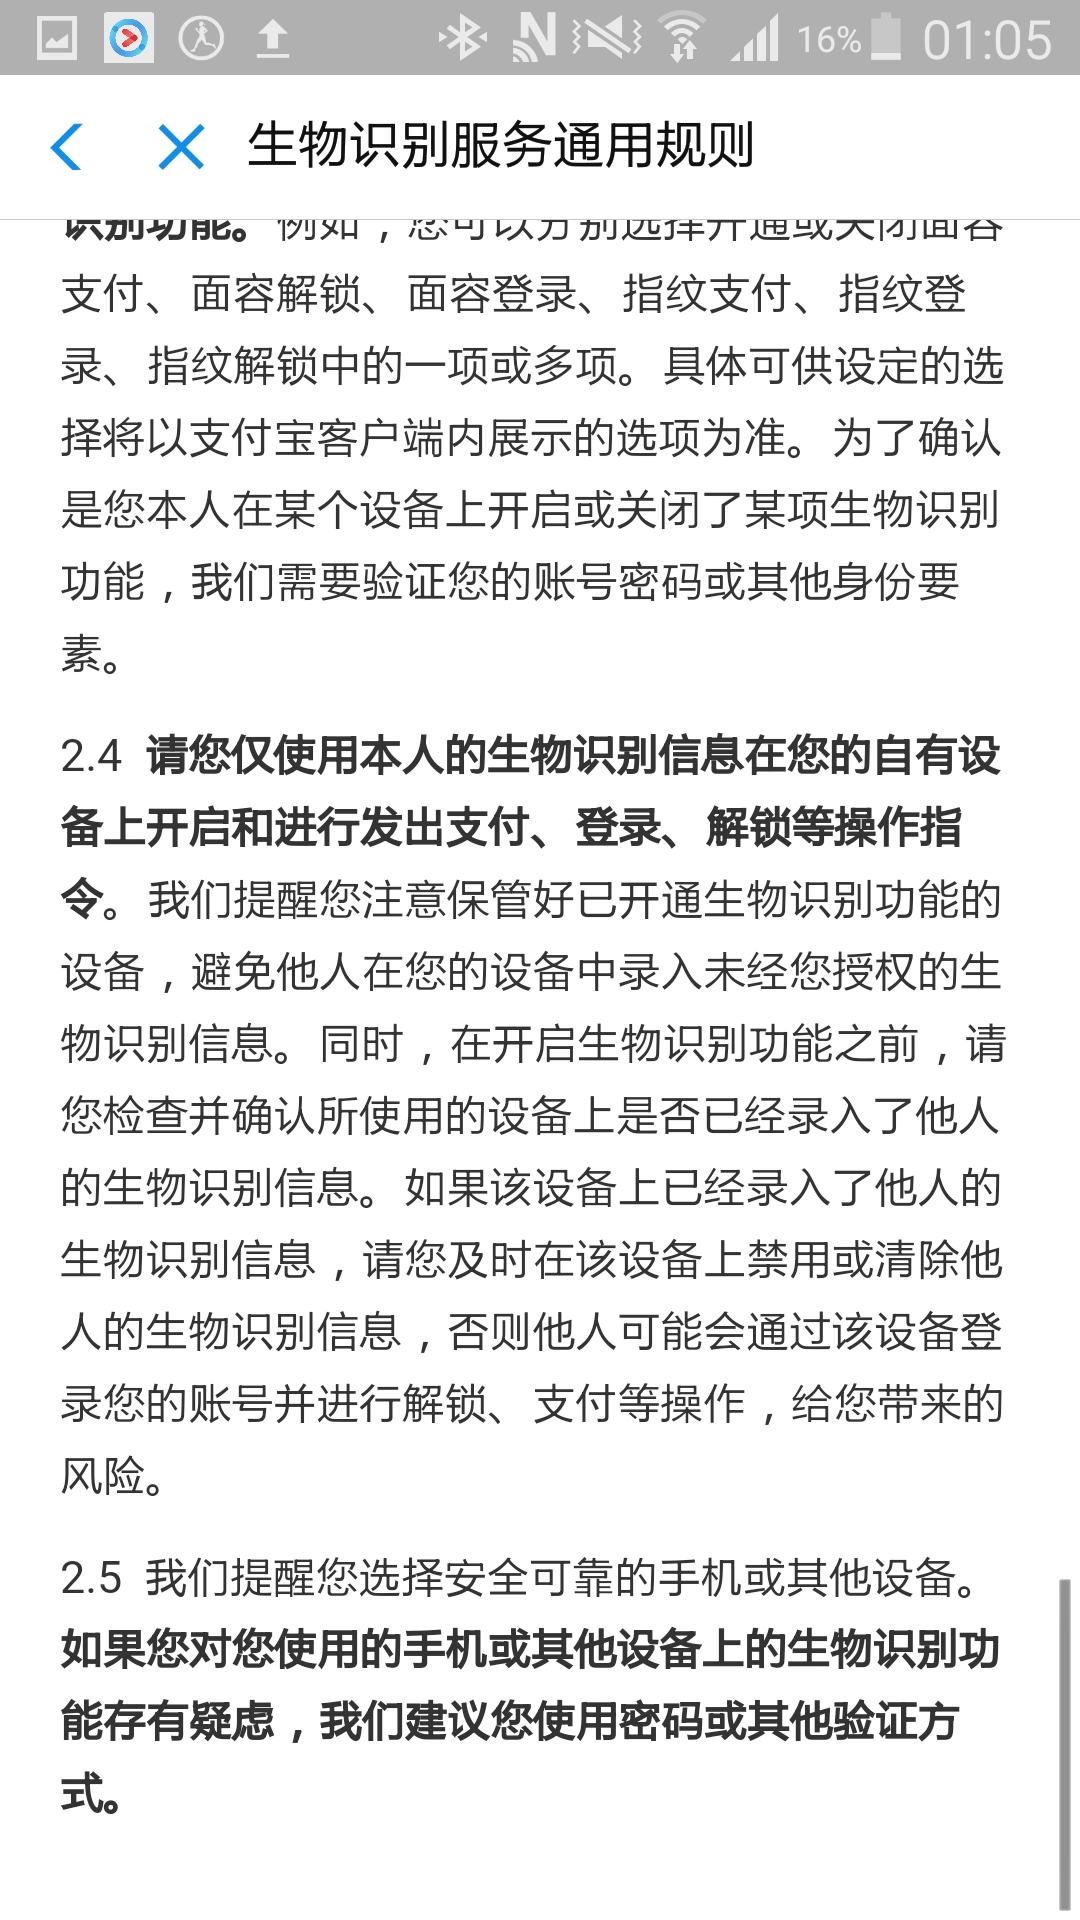 16% 01:05
生物识别服务通用规则
识别功能。例如，您可以分别选择开通或关闭面容
支付、面容解锁、面容登录、指纹支付、指纹登
录、指纹解锁中的一项或多项。具体可供设定的选
择将以支付宝客户端内展示的选项为准。为了确认
是您本人在某个设备上开启或关闭了某项生物识别
功能，我们需要验证您的账号密码或其他身份要
素。
2.4 请您仅使用本人的生物识别信息在您的自有设
备上开启和进行发出支付、登录、解锁等操作指
令。我们提醒您注意保管好已开通生物识别功能的
设备，避免他人在您的设备中录入未经您授权的生
物识别信息。同时，在开启生物识别功能之前，请
您检查并确认所使用的设备上是否已经录入了他人
的生物识别信息。如果该设备上已经录入了他人的
生物识别信息，请您及时在该设备上禁用或清除他
人的生物识别信息，否则他人可能会通过该设备登
录您的账号并进行解锁、支付等操作，给您带来的
风险。
2.5 我们提醒您选择安全可靠的手机或其他设备。
如果您对您使用的手机或其他设备上的生物识别功
能存有疑虑，我们建议您使用密码或其他验证方
式。